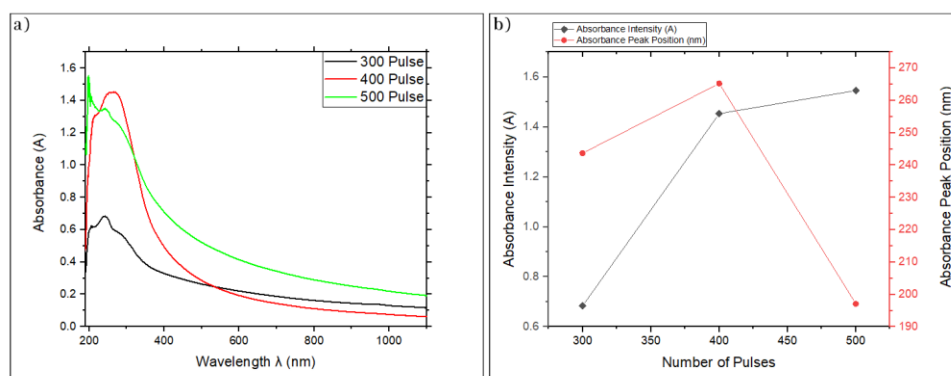 a)
300 Pulse
400 Pulse
500 Pulse
1.6
1.4
1.2
1.0
0.8
0.6
0.4
0.2
0.0
Absorbance (A)
200 400 600 800 1000
Wavelength λ (nm)
b)
Absorbance Intensity (A)
Absorbance Peak Position (nm)
1.6
1.4
1.2
1.0
0.8
0.6
Absorbance Intensity (A)
270
260
250
240
230
220
210
200
190
Absorbance Peak Position (nm)
300 350 400 450 500
Number of Pulses